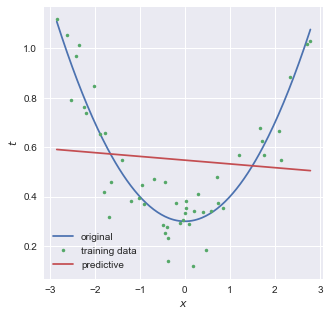 1.0
0.8
t
0.6
0.4
original
training data
0.2
predictive
−3 −2 −1 0 1 2 3
x